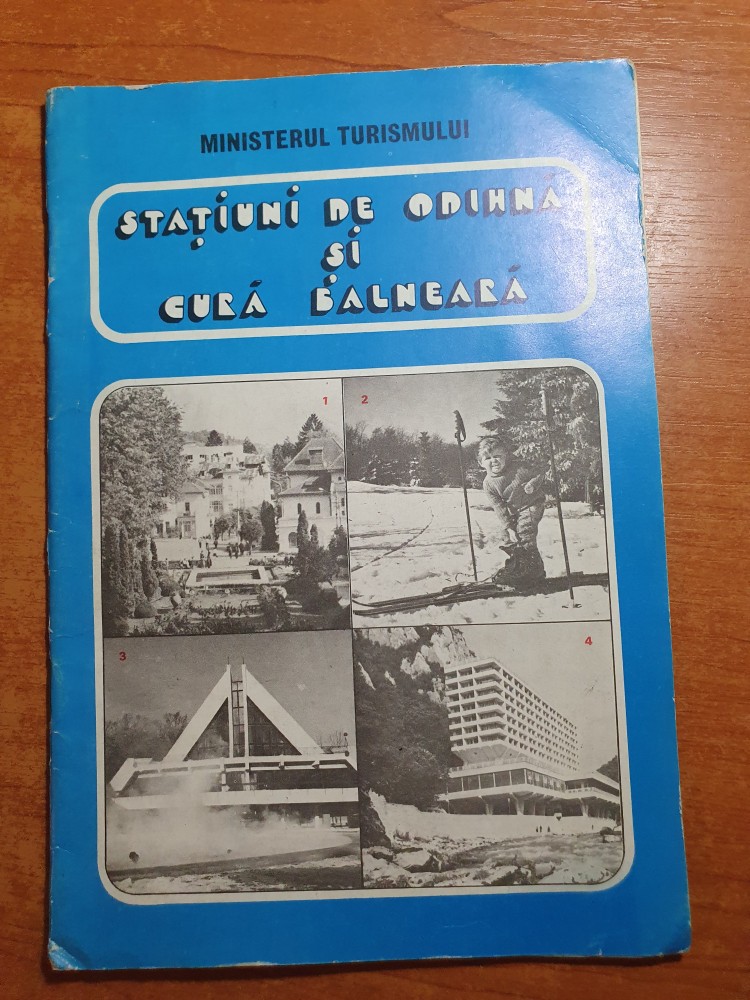 MINISTERUL TURISMULUI
STAȚIUNI DE ODIHNĂ
ȘI
CURĂ BALNEARĂ
1
2
3
4